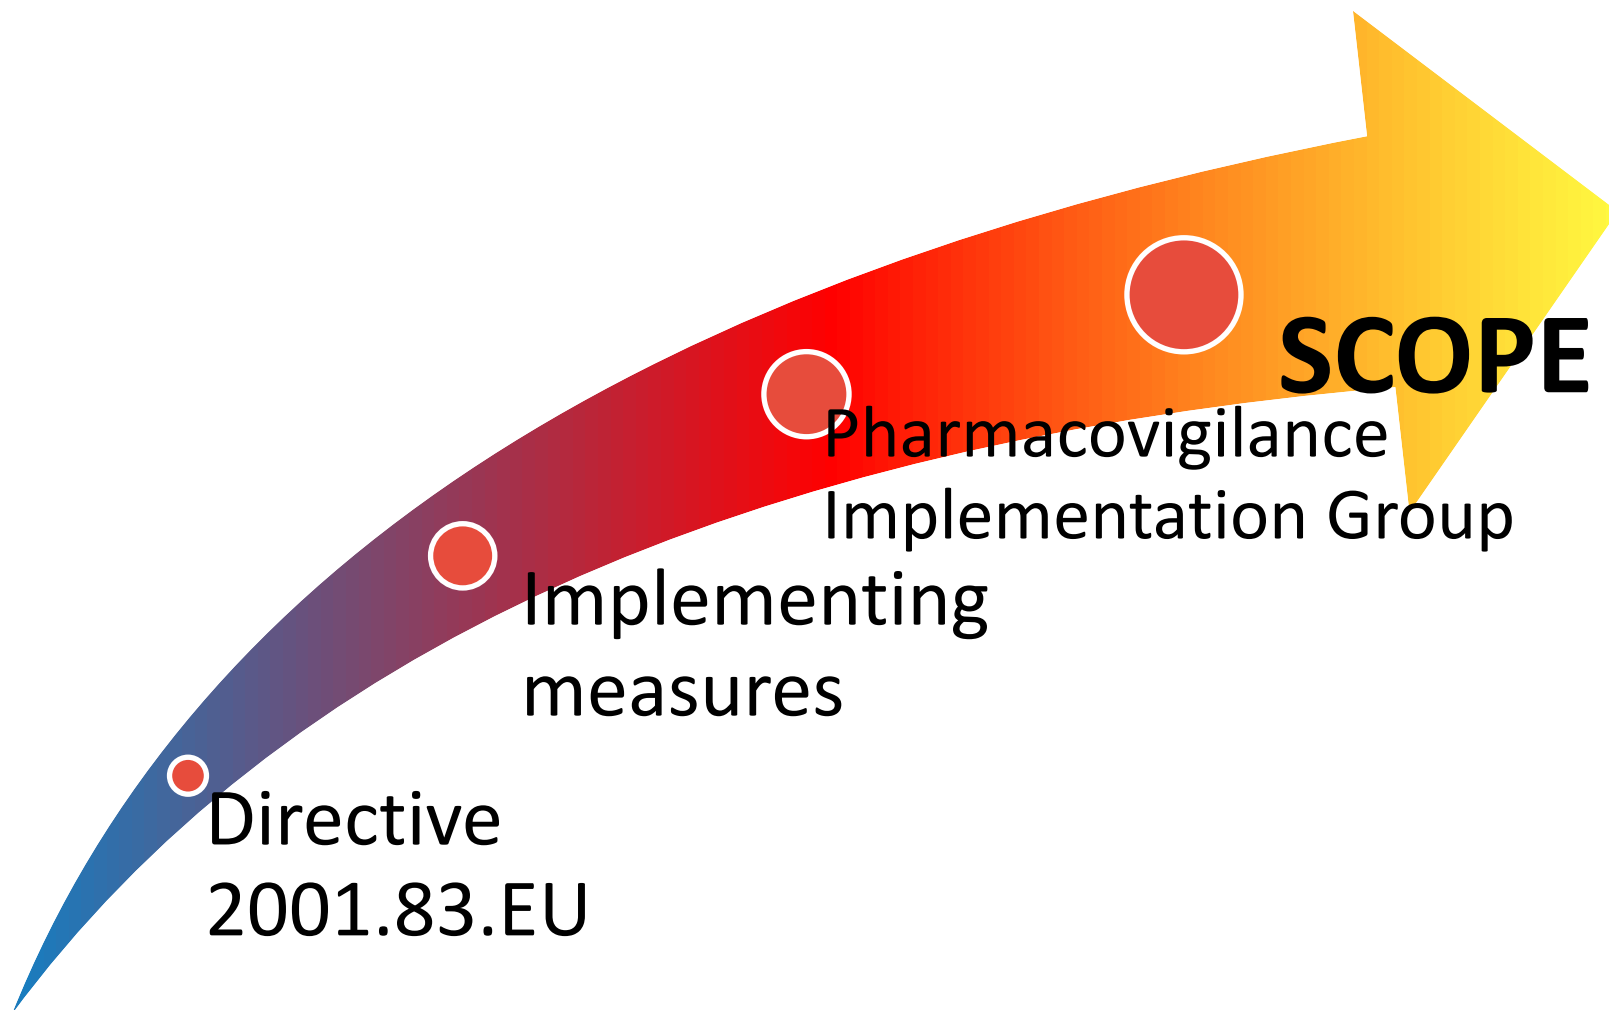 SCOPE
Pharmacovigilance
Implementation Group
Implementing
measures
Directive
2001.83.EU